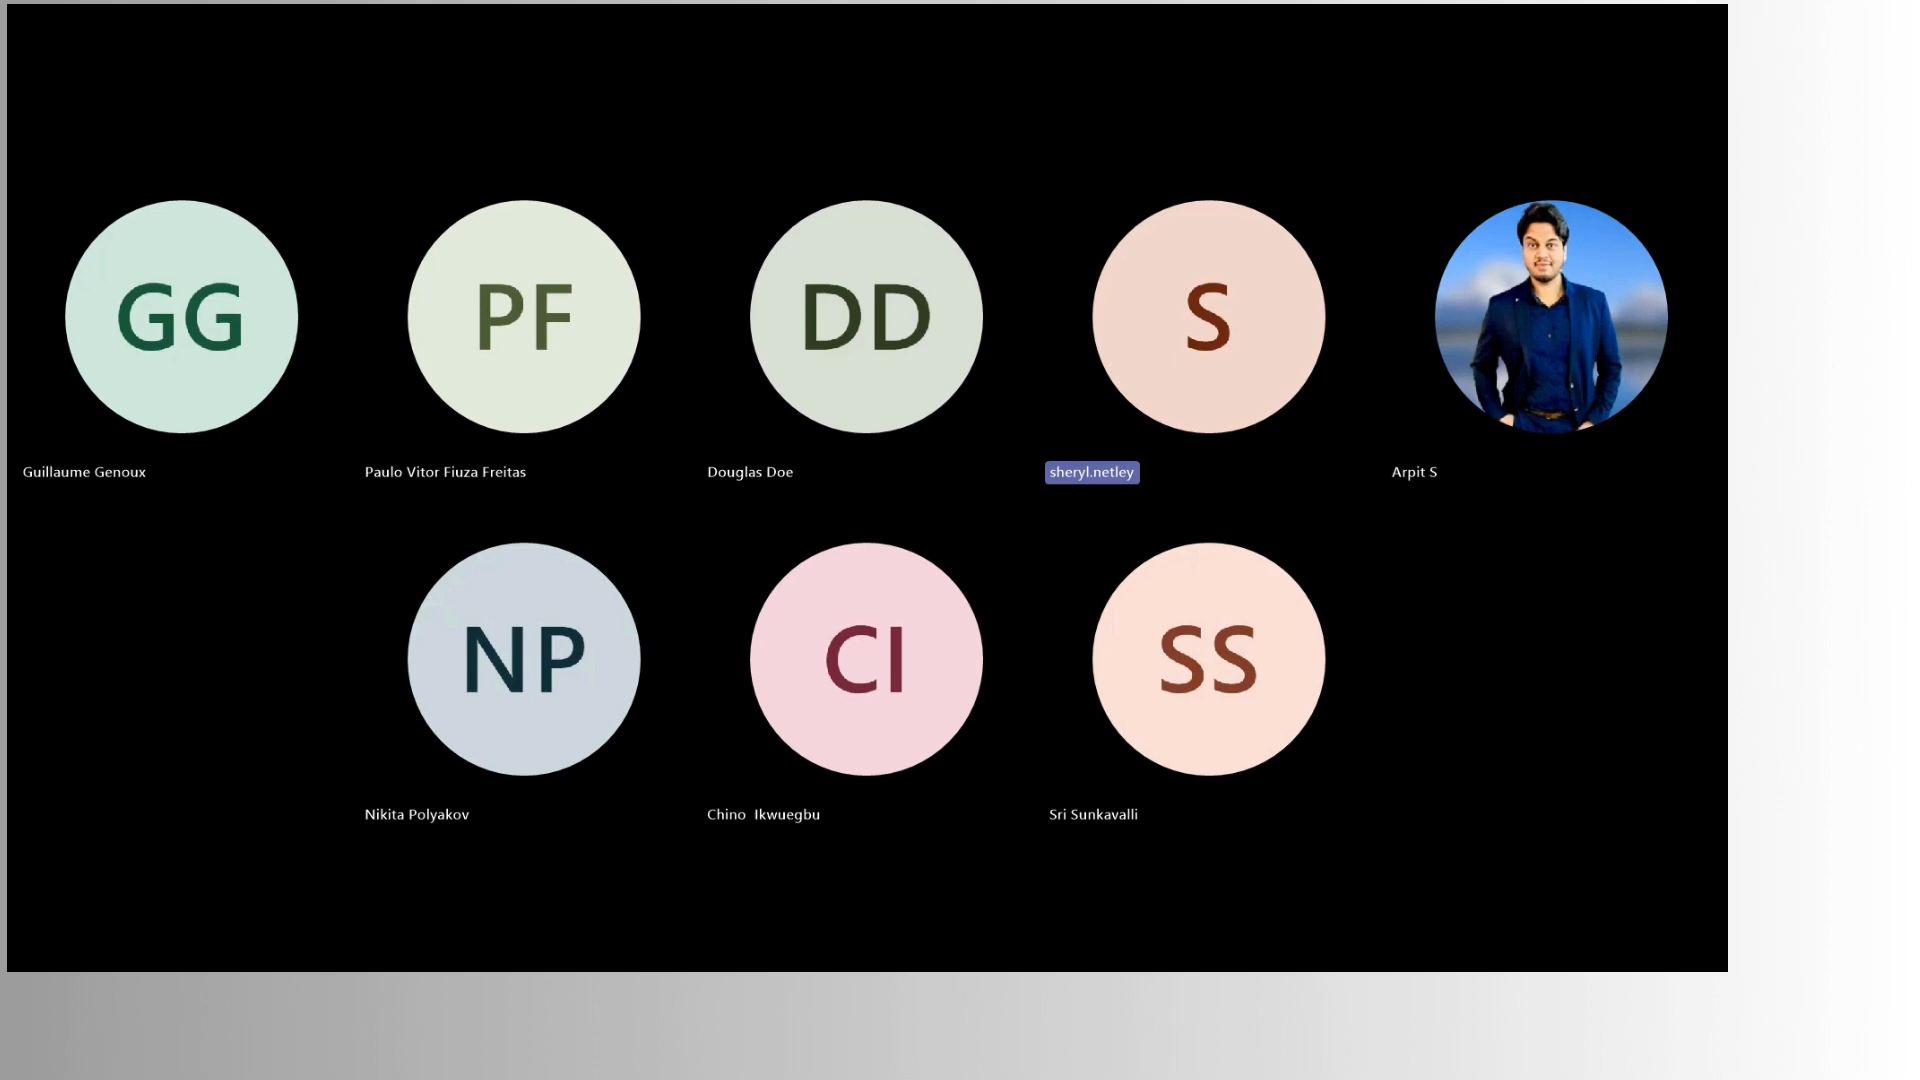 GG
PF
DD
S
Guillaume Genoux
Paulo Vitor Fiuza Freitas
Douglas Doe
sheryl.netley
Arpit S
NP
CI
SS
Nikita Polyakov
Chino  Ikwuegbu
Sri Sunkavalli